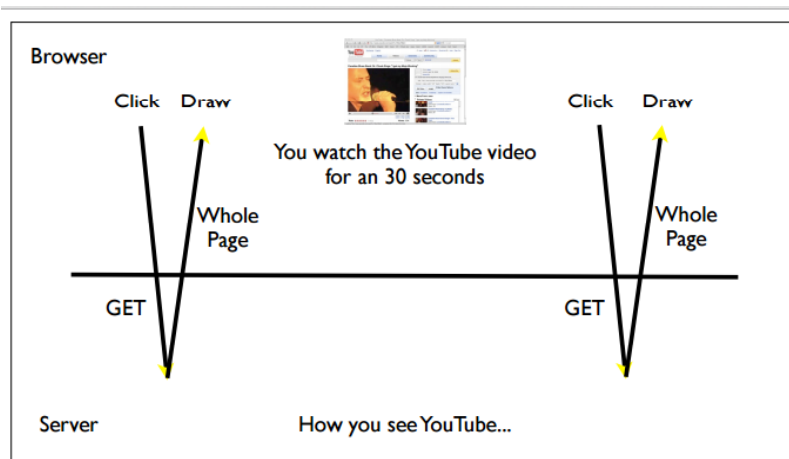 Browser
Click Draw
Click Draw
You watch the YouTube video
for an 30 seconds
Whole
Page
Whole
Page
GET
GET
Server
How you see YouTube...